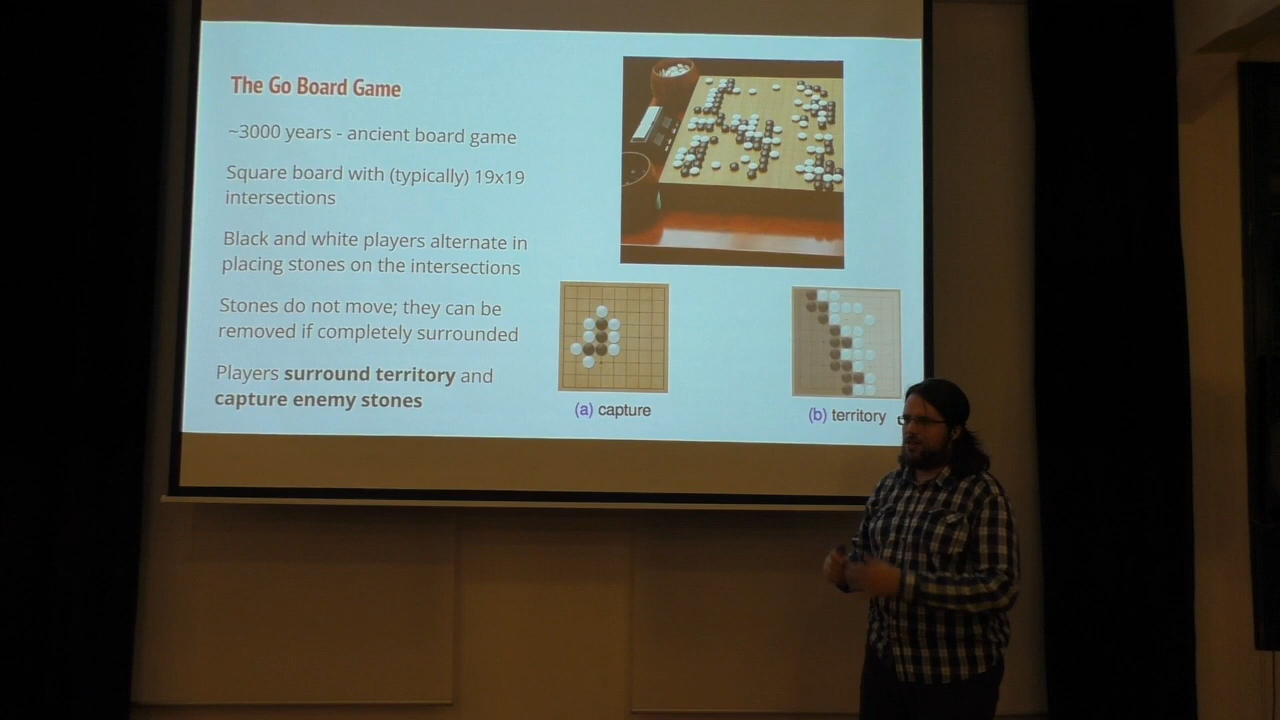 The Go Board Game
~3000 years - ancient board game
Square board with (typically) 19x19
intersections
Black and white players alternate in
placing stones on the intersections
Stones do not move; they can be
removed if completely surrounded
Players surround territory and
capture enemy stones
(a) capture
(b) territory